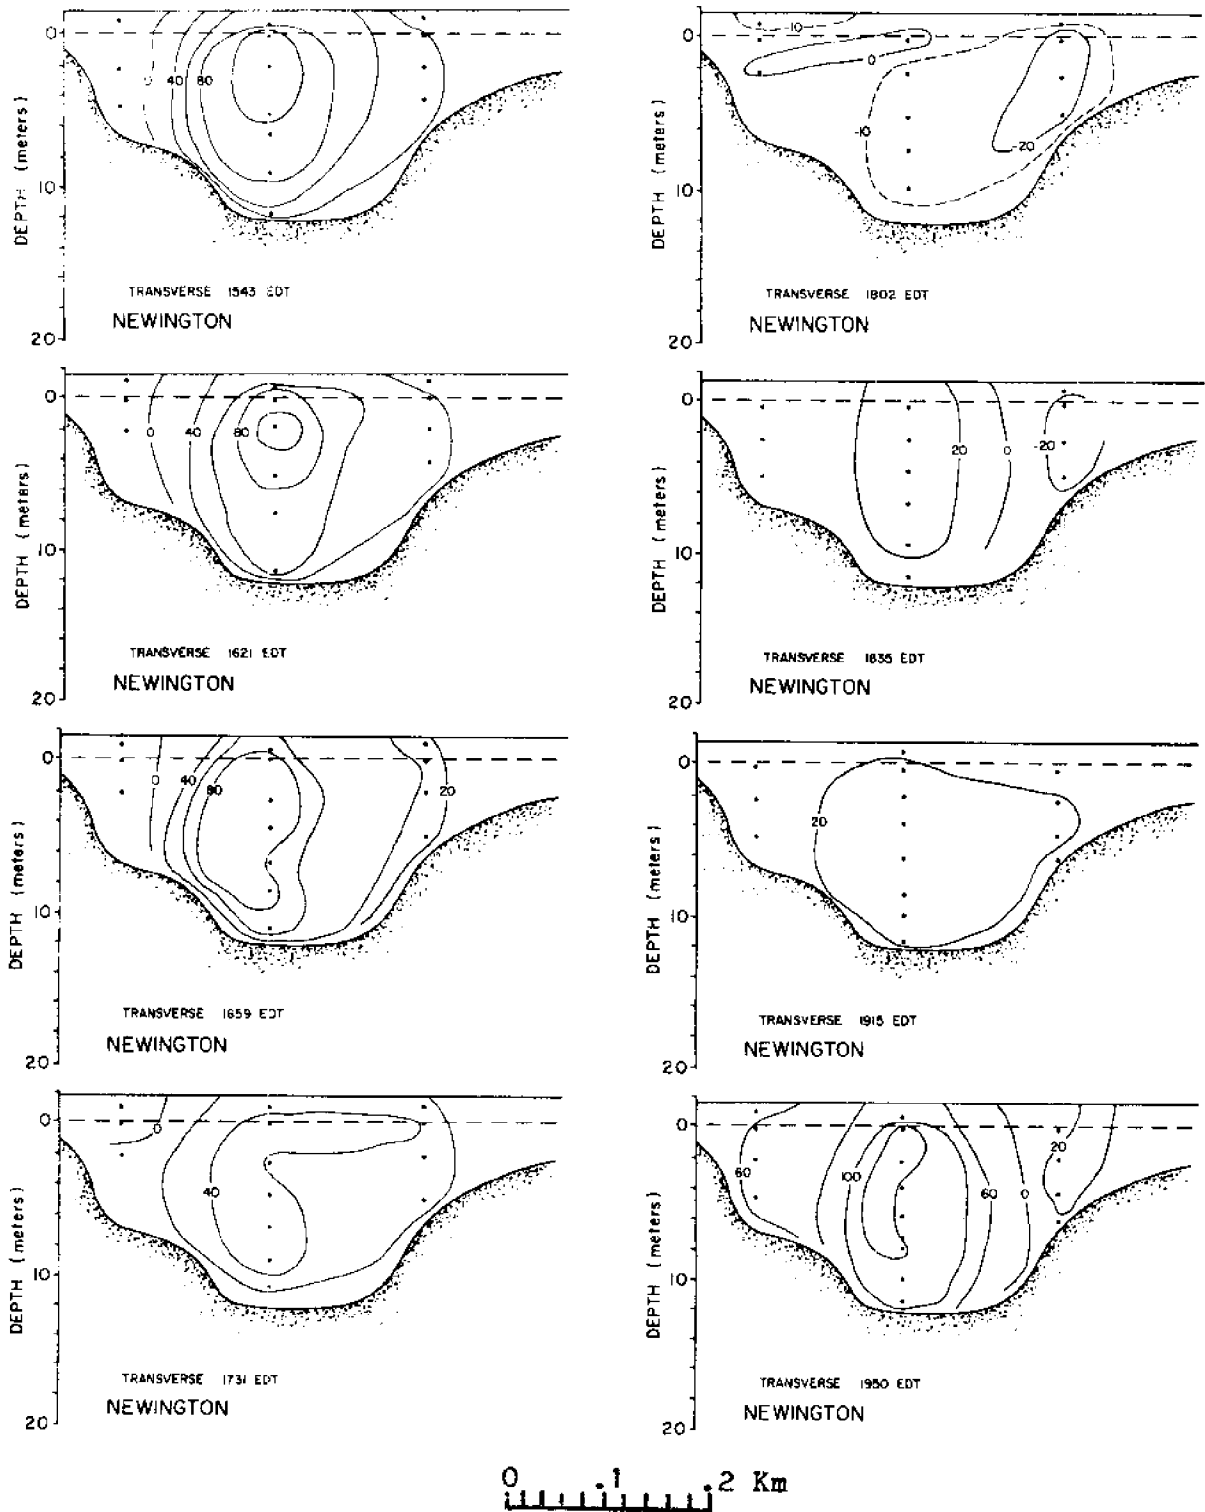 0
0 40 80
DEPTH (meters)
10
TRANSVERSE 1543 EDT
NEWINGTON
20
-10
0
0
-10
-20
DEPTH (meters)
10
TRANSVERSE 1802 EDT
NEWINGTON
20
0
0 40 80
DEPTH (meters)
10
TRANSVERSE 1621 EDT
NEWINGTON
20
0
20 0 -20
DEPTH (meters)
10
TRANSVERSE 1835 EDT
NEWINGTON
20
0
0 40 80 20
DEPTH (meters)
10
TRANSVERSE 1659 EDT
NEWINGTON
20
0
20
DEPTH (meters)
10
TRANSVERSE 1915 EDT
NEWINGTON
20
0
0
40
DEPTH (meters)
10
TRANSVERSE 1731 EDT
NEWINGTON
20
0
60 100 60 0 20
DEPTH (meters)
10
TRANSVERSE 1950 EDT
NEWINGTON
20
0 .1 .2 Km